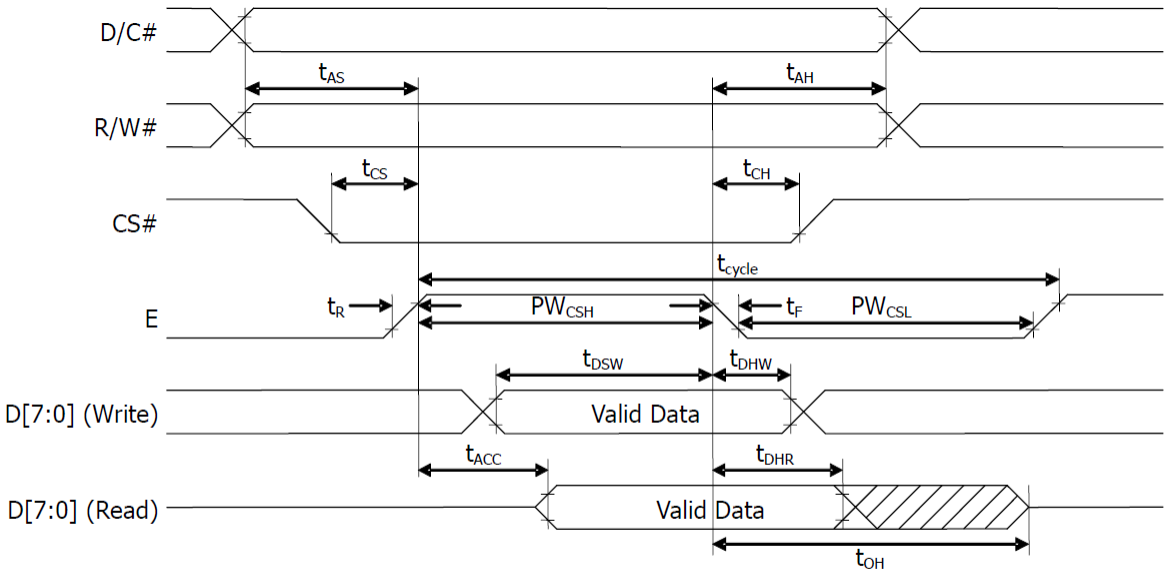 D/C#
tAS
tAH
R/W#
tCS
tCH
CS#
tcycle
E
tR
PWCSH
tF
PWCSL
tDSW
tDHW
D[7:0] (Write)
Valid Data
tACC
tDHR
D[7:0] (Read)
Valid Data
tOH